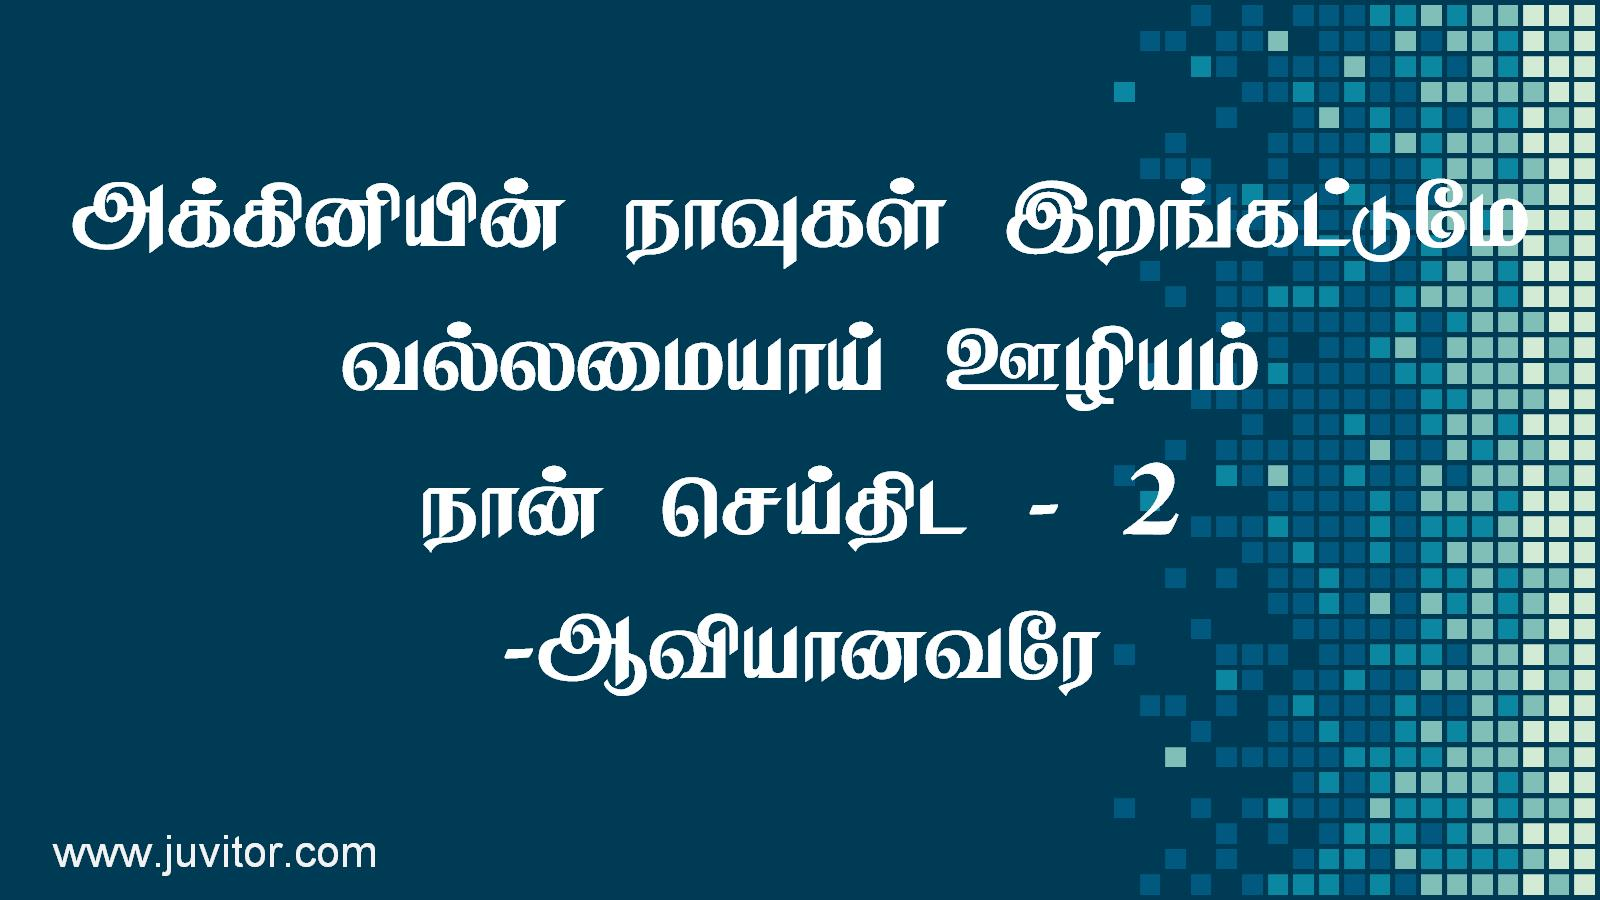 அக்கினியின் நாவுகள் இறங்கட்டுமே
வல்லமையாய் ஊழியம்
நான் செய்திட - 2
-ஆவியானவரே
www.juvitor.com